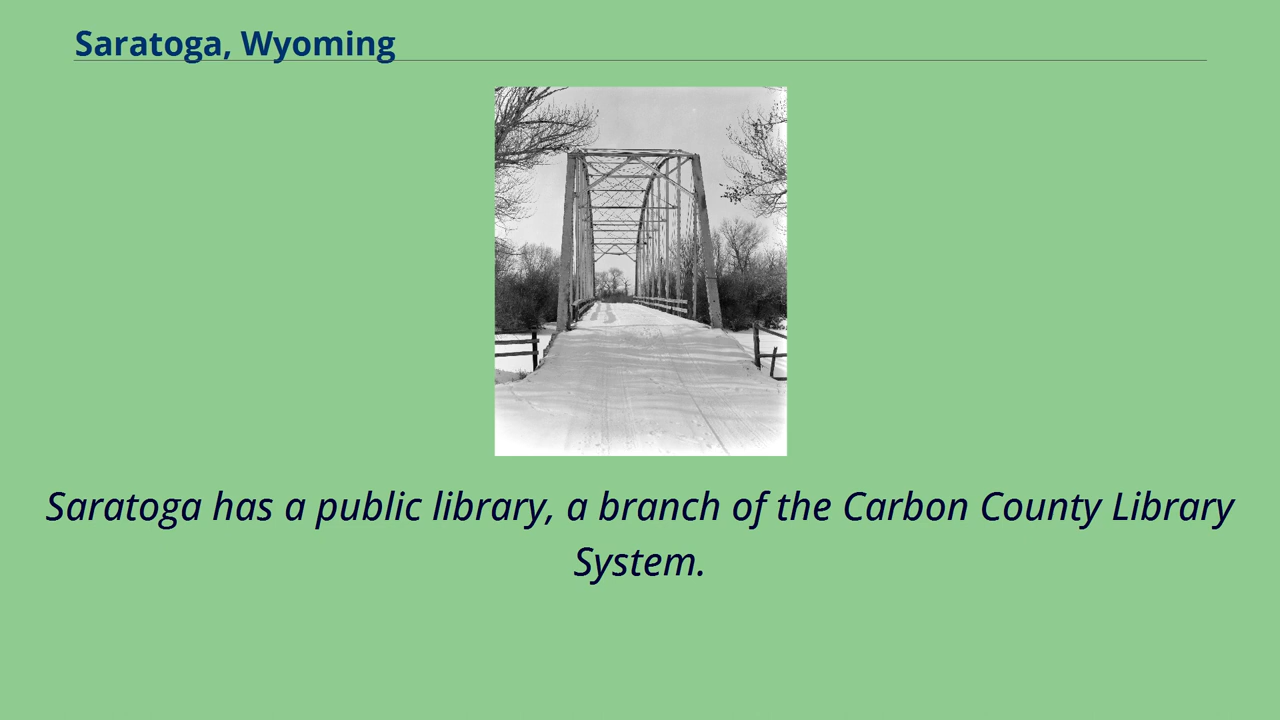 Saratoga, Wyoming
Saratoga has a public library, a branch of the Carbon County Library
System.